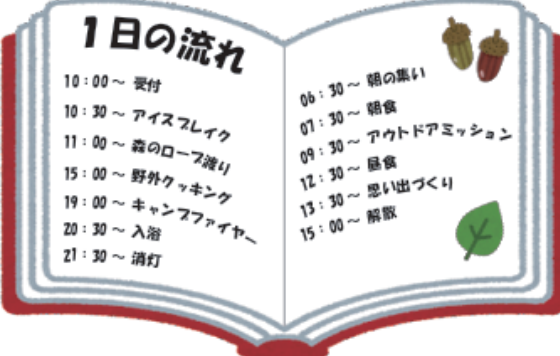 1日の流れ
10:00～ 受付
10:30～ アイスブレイク
11:00～ 森のロープ渡り
15:00～ 野外クッキング
19:00～ キャンプファイヤー
20:30～ 入浴
21:30～ 消灯
06:30～ 朝の集い
07:30～ 朝食
09:30～ アウトドアミッション
12:30～ 昼食
13:30～ 思い出づくり
15:00～ 解散